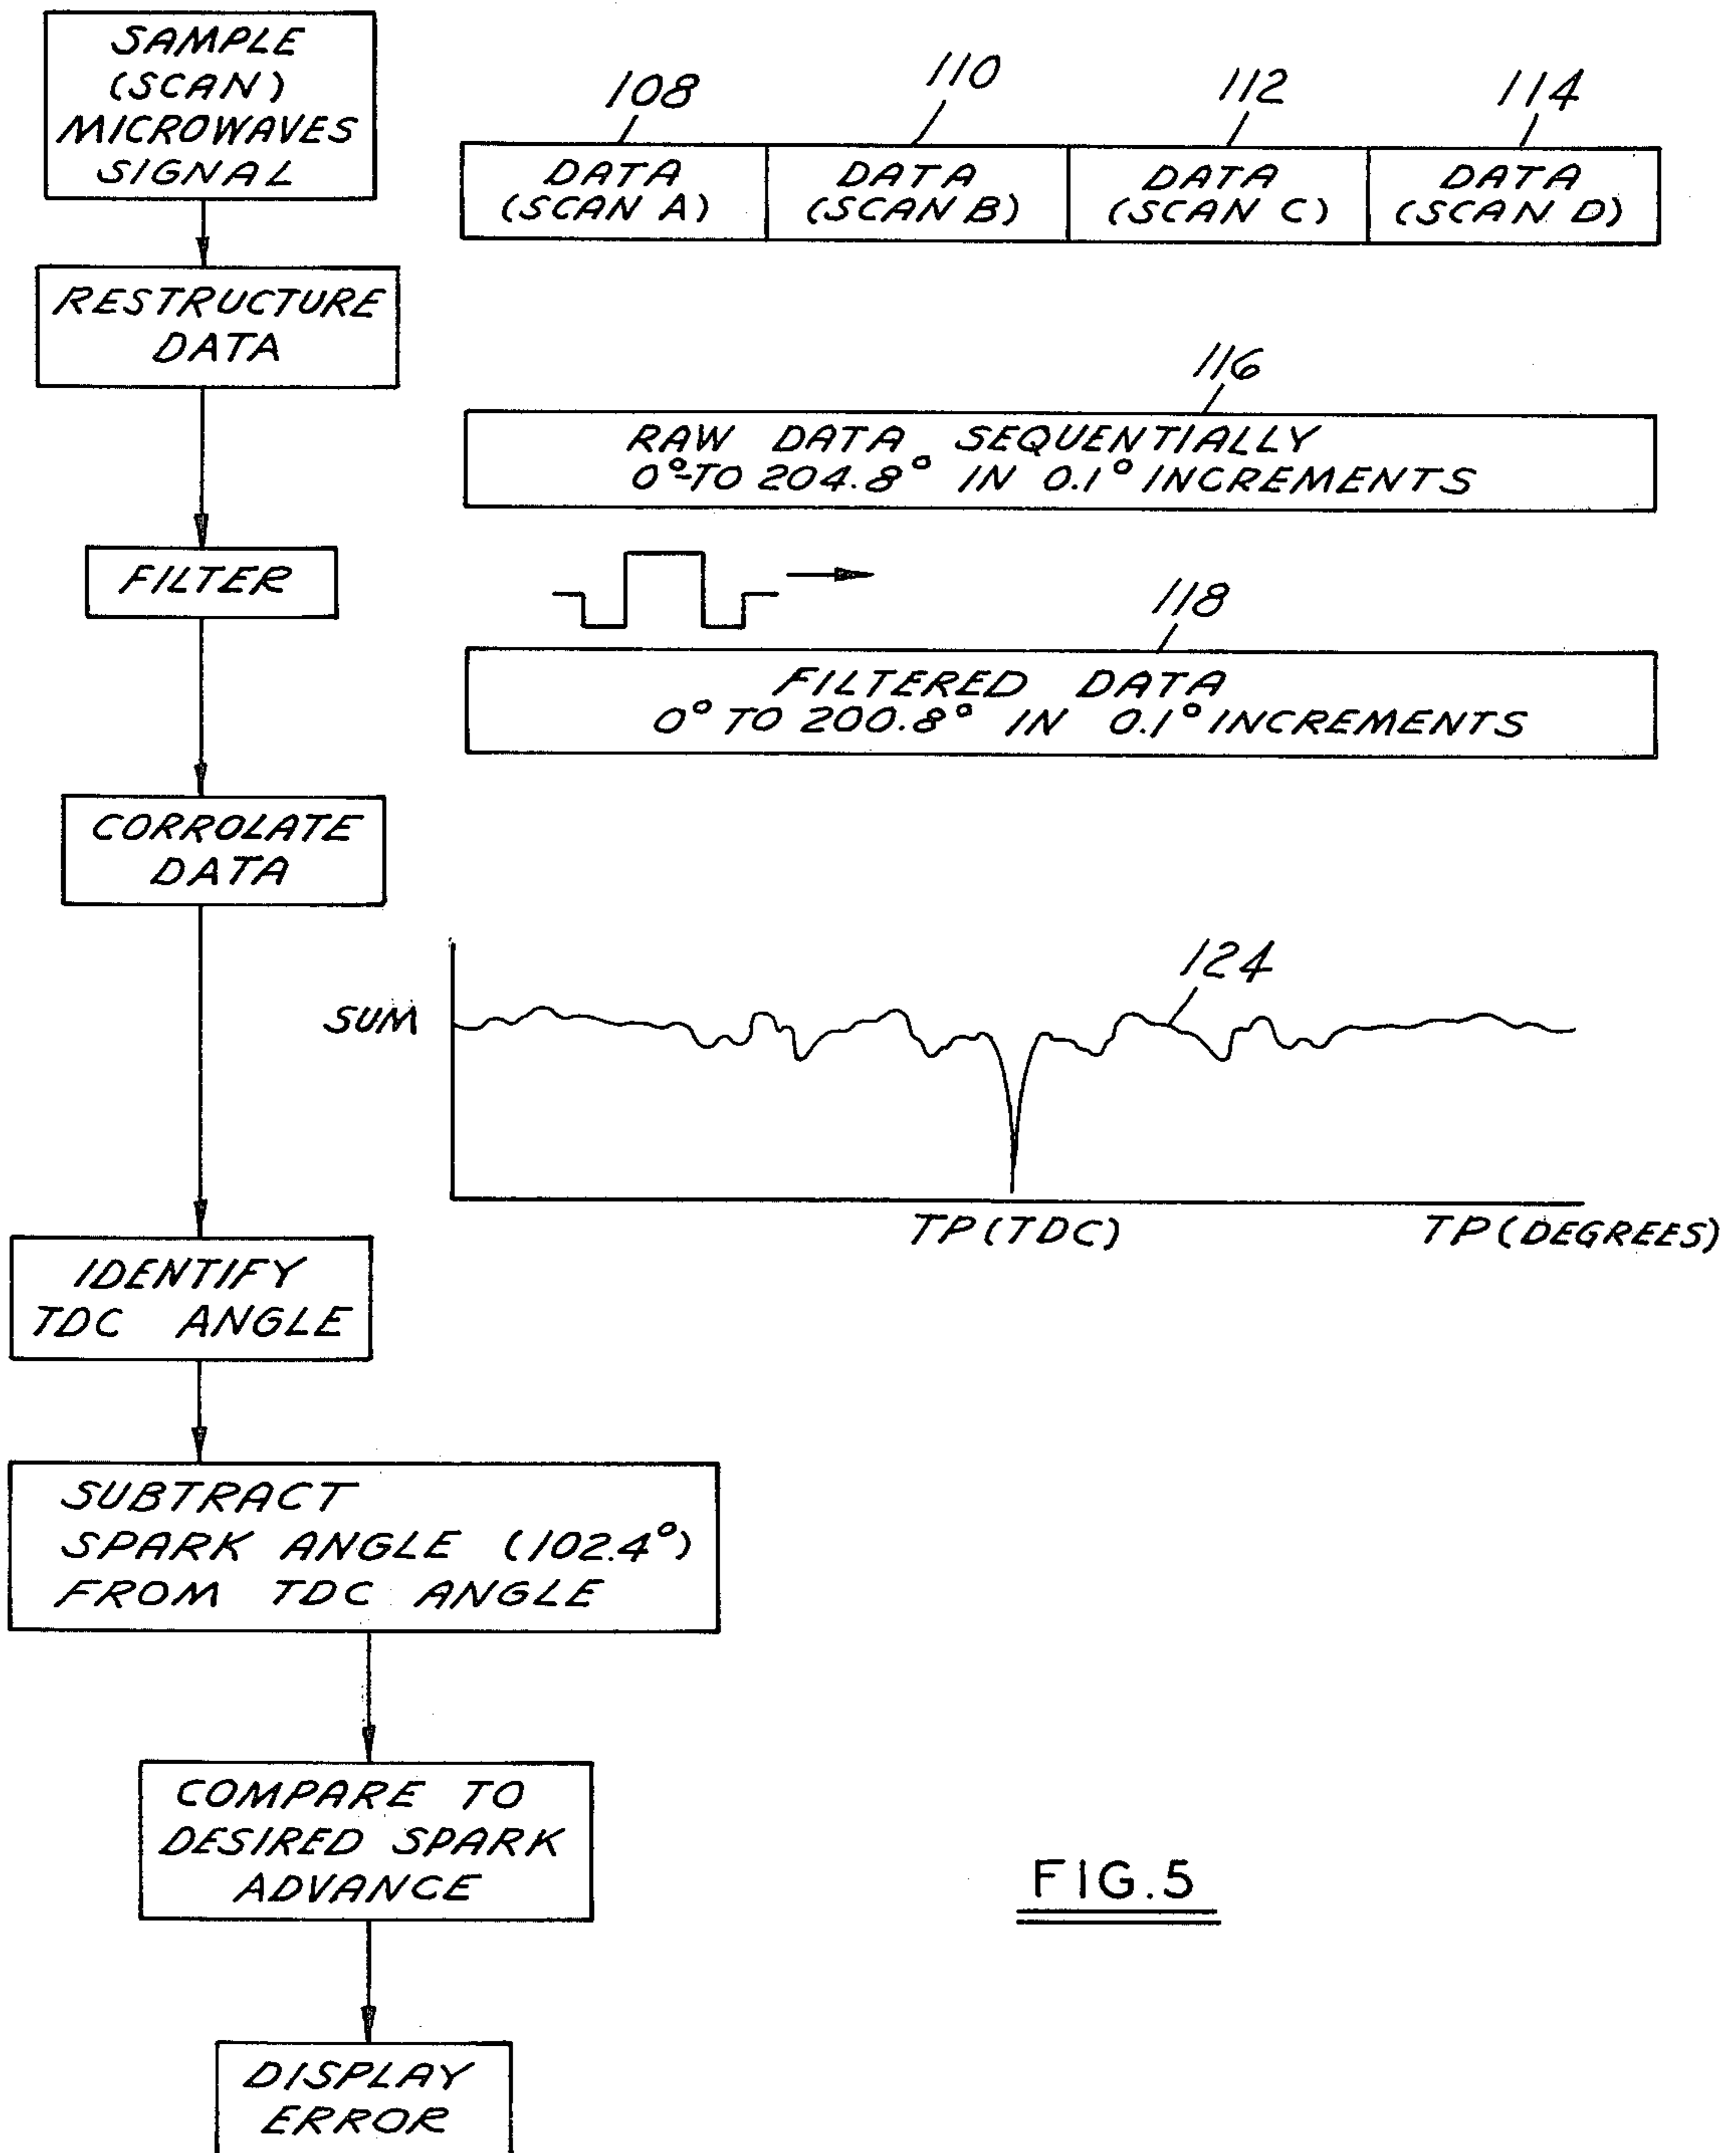 SAMPLE
(SCAN)
MICROWAVES
SIGNAL
108
110
112
114
DATA
(SCAN A)
DATA
(SCAN B)
DATA
(SCAN C)
DATA
(SCAN D)
RESTRUCTURE
DATA
116
RAW DATA SEQUENTIALLY
0° TO 204.8° IN 0.1° INCREMENTS
FILTER
118
FILTERED DATA
0° TO 200.8° IN 0.1° INCREMENTS
CORROLATE
DATA
124
SUM
TP (TDC)
TP (DEGREES)
IDENTIFY
TDC ANGLE
SUBTRACT
SPARK ANGLE (102.4°)
FROM TDC ANGLE
COMPARE TO
DESIRED SPARK
ADVANCE
FIG.5
DISPLAY
ERROR